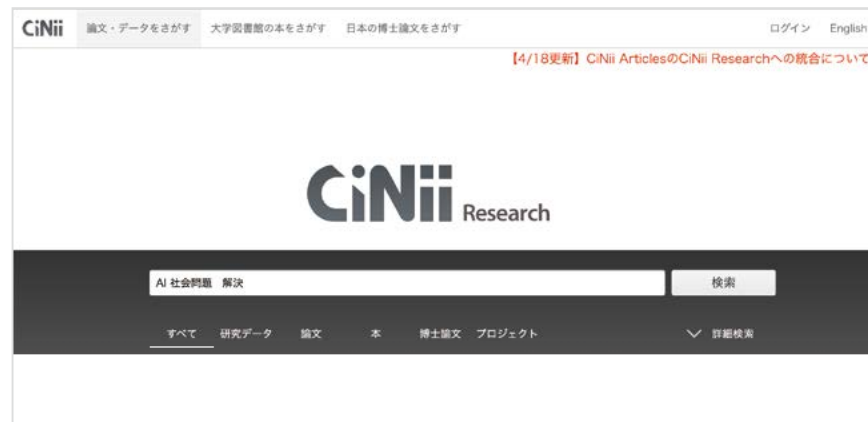 CiNii 論文・データをさがす 大学図書館の本をさがす 日本の博士論文をさがす ログイン English
【4/18更新】CiNii ArticlesのCiNii Researchへの統合について
CiNii Research
AI 社会問題 解決 検索
すべて 研究データ 論文 本 博士論文 プロジェクト 詳細検索